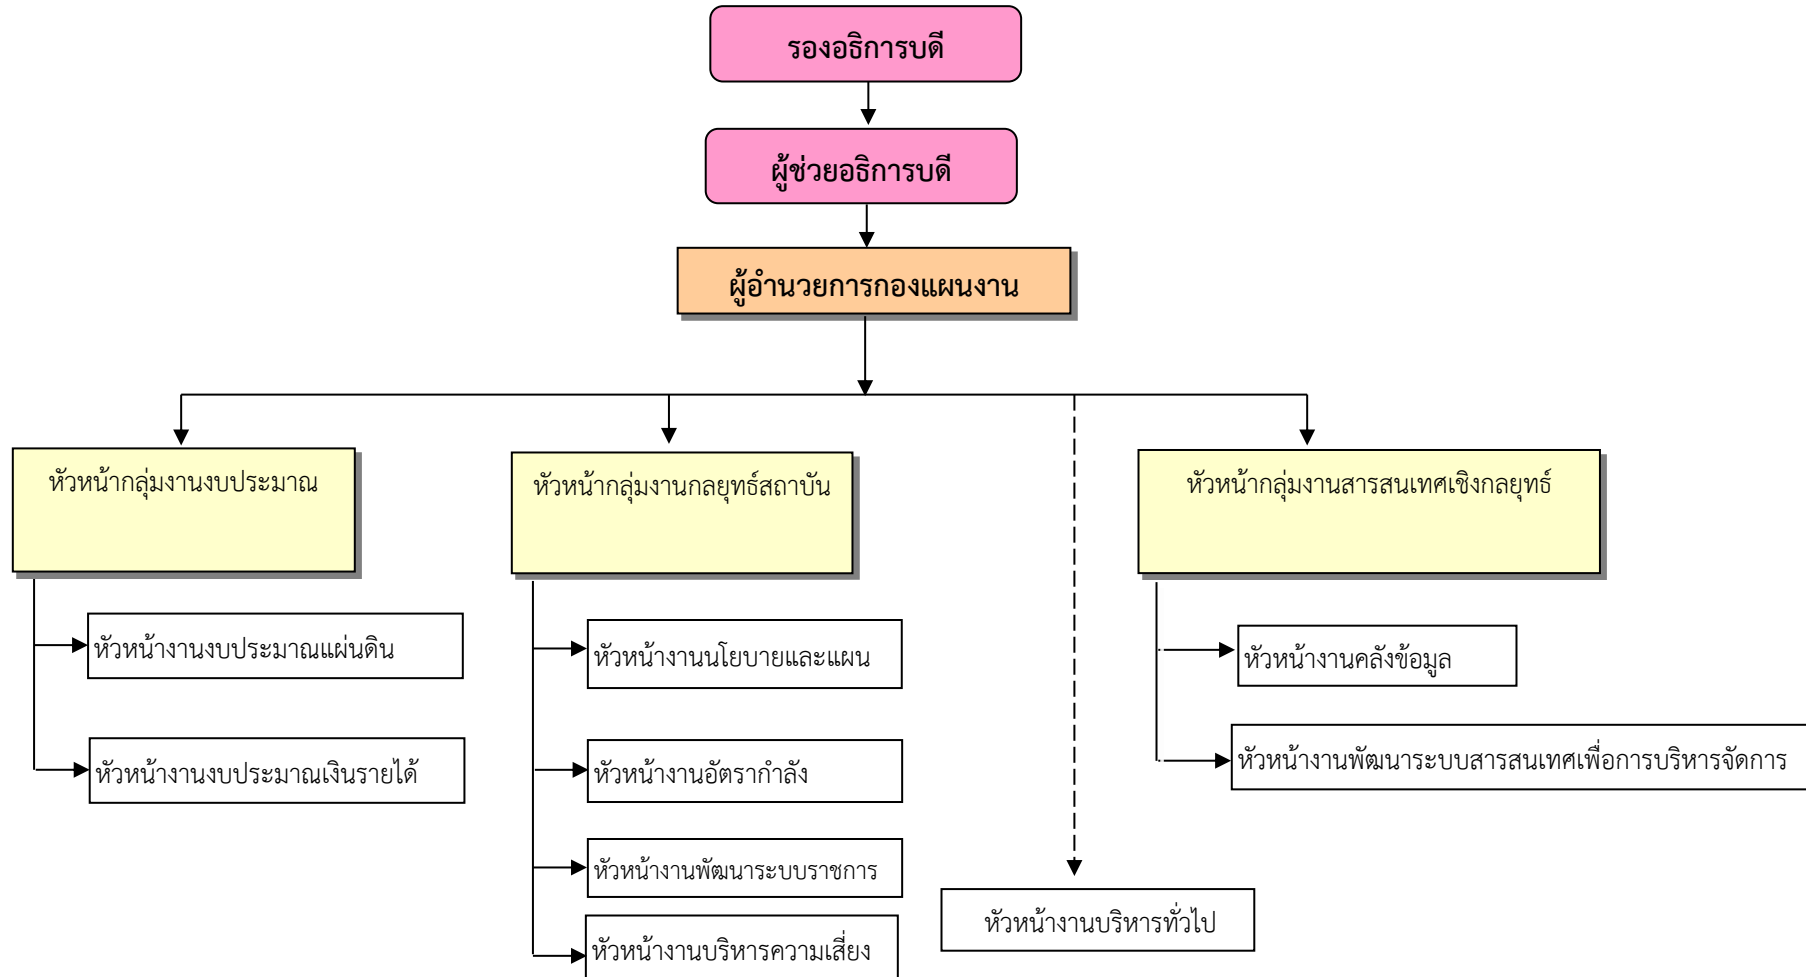 รองอธิการบดี
ผู้ช่วยอธิการบดี
ผู้อำนวยการกองแผนงาน
หัวหน้ากลุ่มงานงบประมาณ
หัวหน้ากลุ่มงานกลยุทธ์สถาบัน
หัวหน้ากลุ่มงานสารสนเทศเชิงกลยุทธ์
หัวหน้างานงบประมาณแผ่นดิน
หัวหน้างานงบประมาณเงินรายได้
หัวหน้างานนโยบายและแผน
หัวหน้างานอัตรากำลัง
หัวหน้างานพัฒนาระบบราชการ
หัวหน้างานบริหารความเสี่ยง
หัวหน้างานบริหารทั่วไป
หัวหน้างานคลังข้อมูล
หัวหน้างานพัฒนาระบบสารสนเทศเพื่อการบริหารจัดการ